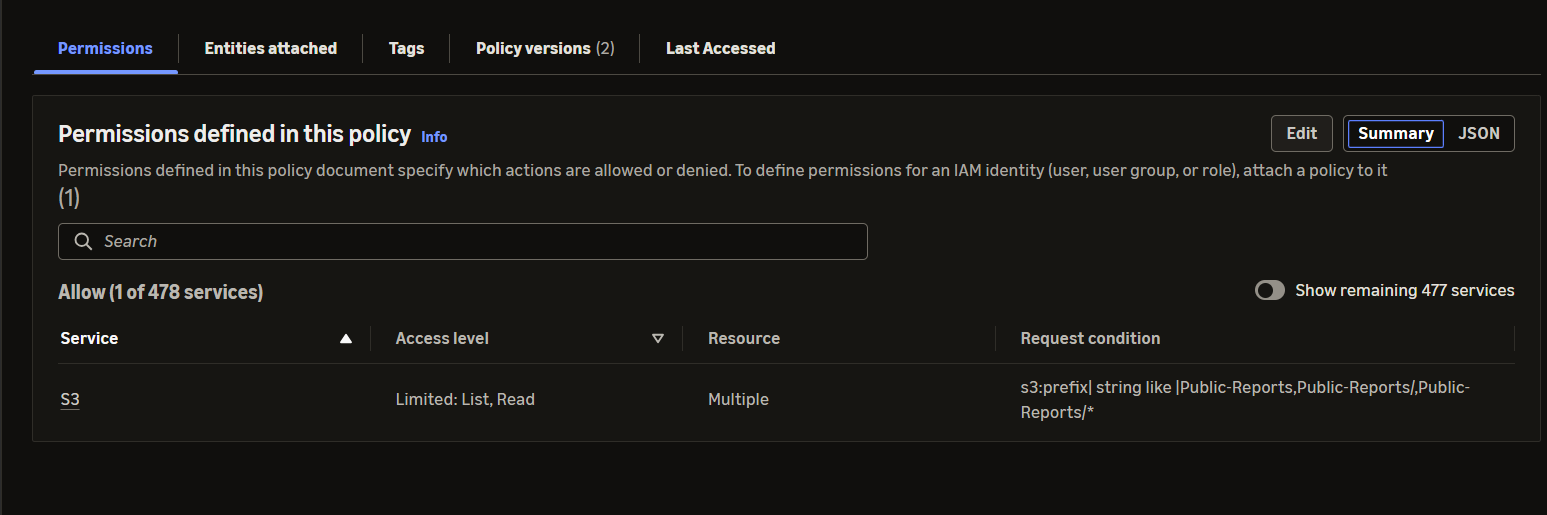 Permissions
Entities attached
Tags
Policy versions (2)
Last Accessed
Permissions defined in this policy Info
Edit
Summary
JSON
Permissions defined in this policy document specify which actions are allowed or denied. To define permissions for an IAM identity (user, user group, or role), attach a policy to it
(1)
Search
Allow (1 of 478 services)
Show remaining 477 services
Service
Access level
Resource
Request condition
S3
Limited: List, Read
Multiple
s3:prefix| string like |Public-Reports,Public-Reports/,Public-
Reports/*